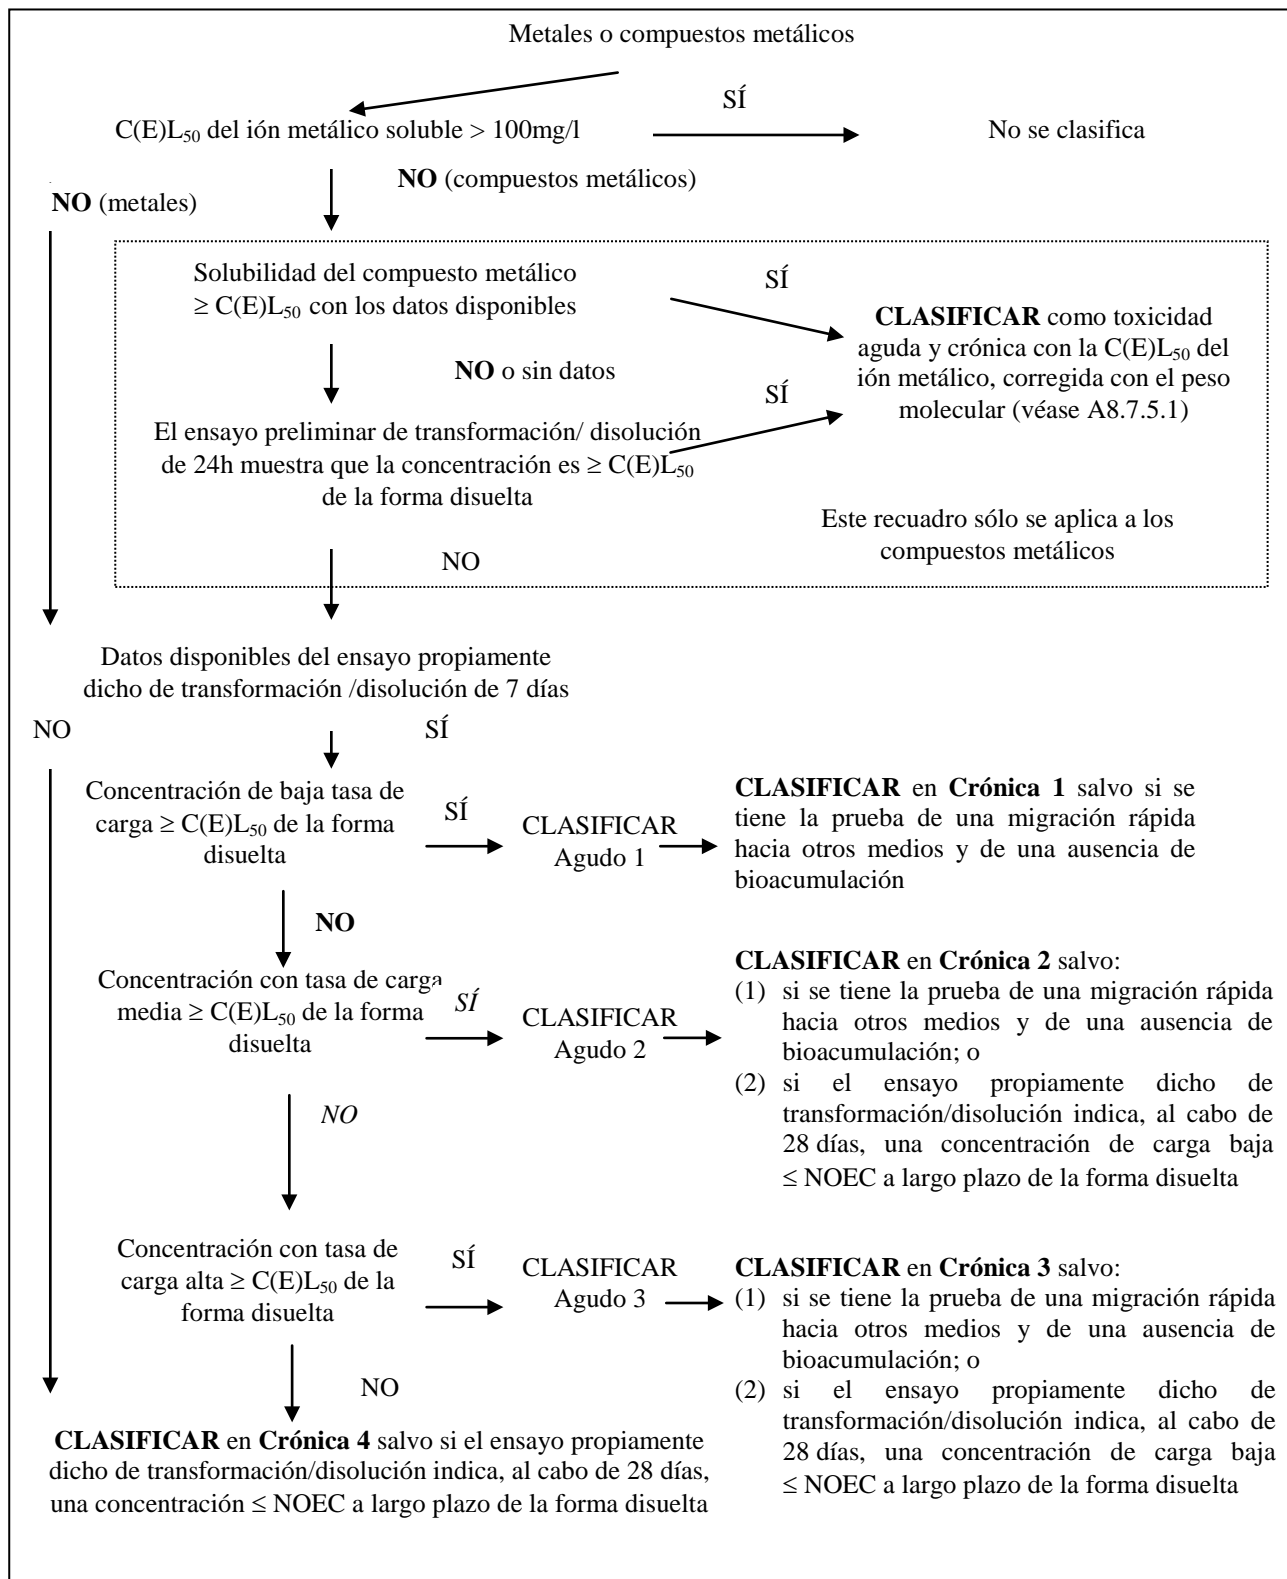 Metales o compuestos metálicos
SÍ
C(E)L50 del ión metálico soluble > 100mg/l
No se clasifica
NO (compuestos metálicos)
NO (metales)
Solubilidad del compuesto metálico
≥ C(E)L50 con los datos disponibles
SÍ
CLASIFICAR como toxicidad
aguda y crónica con la C(E)L50 del
ión metálico, corregida con el peso
molecular (véase A8.7.5.1)
NO o sin datos
SÍ
El ensayo preliminar de transformación/ disolución
de 24h muestra que la concentración es ≥ C(E)L50
de la forma disuelta
Este recuadro sólo se aplica a los
compuestos metálicos
NO
Datos disponibles del ensayo propiamente
dicho de transformación /disolución de 7 días
NO
SÍ
Concentración de baja tasa de
carga ≥ C(E)L50 de la forma
disuelta
SÍ
CLASIFICAR
Agudo 1
CLASIFICAR en Crónica 1 salvo si se
tiene la prueba de una migración rápida
hacia otros medios y de una ausencia de
bioacumulación
NO
Concentración con tasa de carga
media ≥ C(E)L50 de la forma
disuelta
SÍ
CLASIFICAR
Agudo 2
CLASIFICAR en Crónica 2 salvo:
(1) si se tiene la prueba de una migración rápida
hacia otros medios y de una ausencia de
bioacumulación; o
(2) si el ensayo propiamente dicho de
transformación/disolución indica, al cabo de
28 días, una concentración de carga baja
≤ NOEC a largo plazo de la forma disuelta
NO
Concentración con tasa de
carga alta ≥ C(E)L50 de la
forma disuelta
SÍ
CLASIFICAR
Agudo 3
CLASIFICAR en Crónica 3 salvo:
(1) si se tiene la prueba de una migración rápida
hacia otros medios y de una ausencia de
bioacumulación; o
(2) si el ensayo propiamente dicho de
transformación/disolución indica, al cabo de
28 días, una concentración de carga baja
≤ NOEC a largo plazo de la forma disuelta
NO
CLASIFICAR en Crónica 4 salvo si el ensayo propiamente
dicho de transformación/disolución indica, al cabo de 28 días,
una concentración ≤ NOEC a largo plazo de la forma disuelta